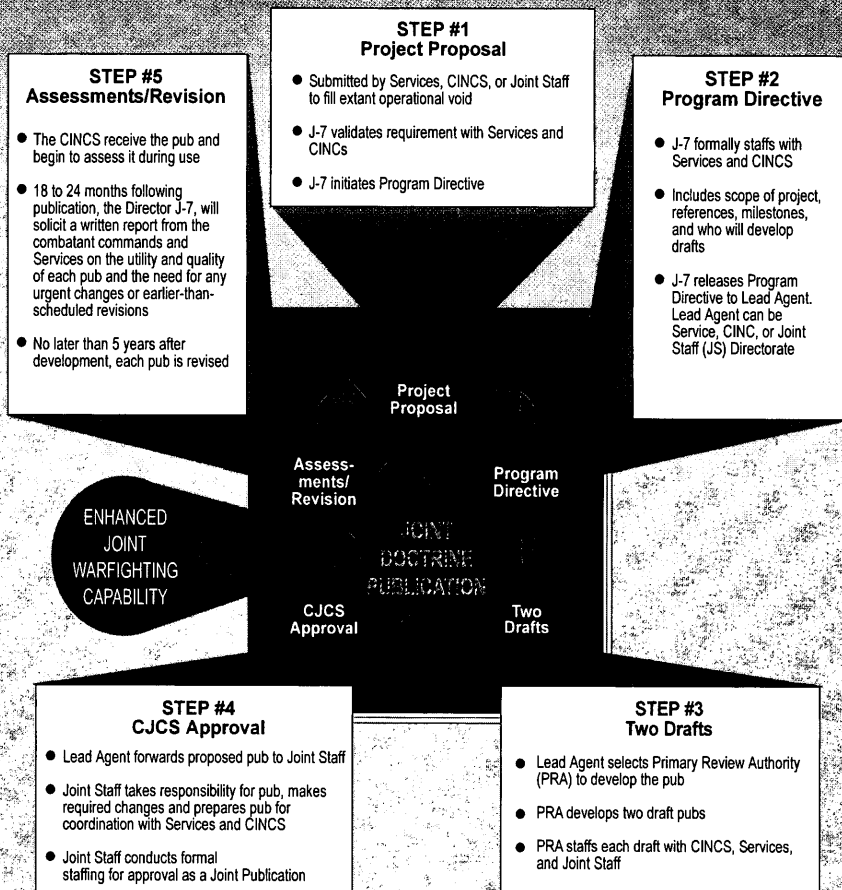 STEP #1
Project Proposal
● Submitted by Services, CINCS, or Joint Staff
to fill extant operational void
● J-7 validates requirement with Services and
CINCs
● J-7 initiates Program Directive
STEP #2
Program Directive
● J-7 formally staffs with
Services and CINCS
● Includes scope of project,
references, milestones,
and who will develop
drafts
● J-7 releases Program
Directive to Lead Agent.
Lead Agent can be
Service, CINC, or Joint
Staff (JS) Directorate
STEP #3
Two Drafts
● Lead Agent selects Primary Review Authority
(PRA) to develop the pub
● PRA develops two draft pubs
● PRA staffs each draft with CINCS, Services,
and Joint Staff
STEP #4
CJCS Approval
● Lead Agent forwards proposed pub to Joint Staff
● Joint Staff takes responsibility for pub, makes
required changes and prepares pub for
coordination with Services and CINCS
● Joint Staff conducts formal
staffing for approval as a Joint Publication
STEP #5
Assessments/Revision
● The CINCS receive the pub and
begin to assess it during use
● 18 to 24 months following
publication, the Director J-7, will
solicit a written report from the
combatant commands and
Services on the utility and quality
of each pub and the need for any
urgent changes or earlier-than-
scheduled revisions
● No later than 5 years after
development, each pub is revised
Project
Proposal
Program
Directive
Two
Drafts
CJCS
Approval
Assess-
ments/
Revision
JOINT
DOCTRINE
PUBLICATION
ENHANCED
JOINT
WARFIGHTING
CAPABILITY